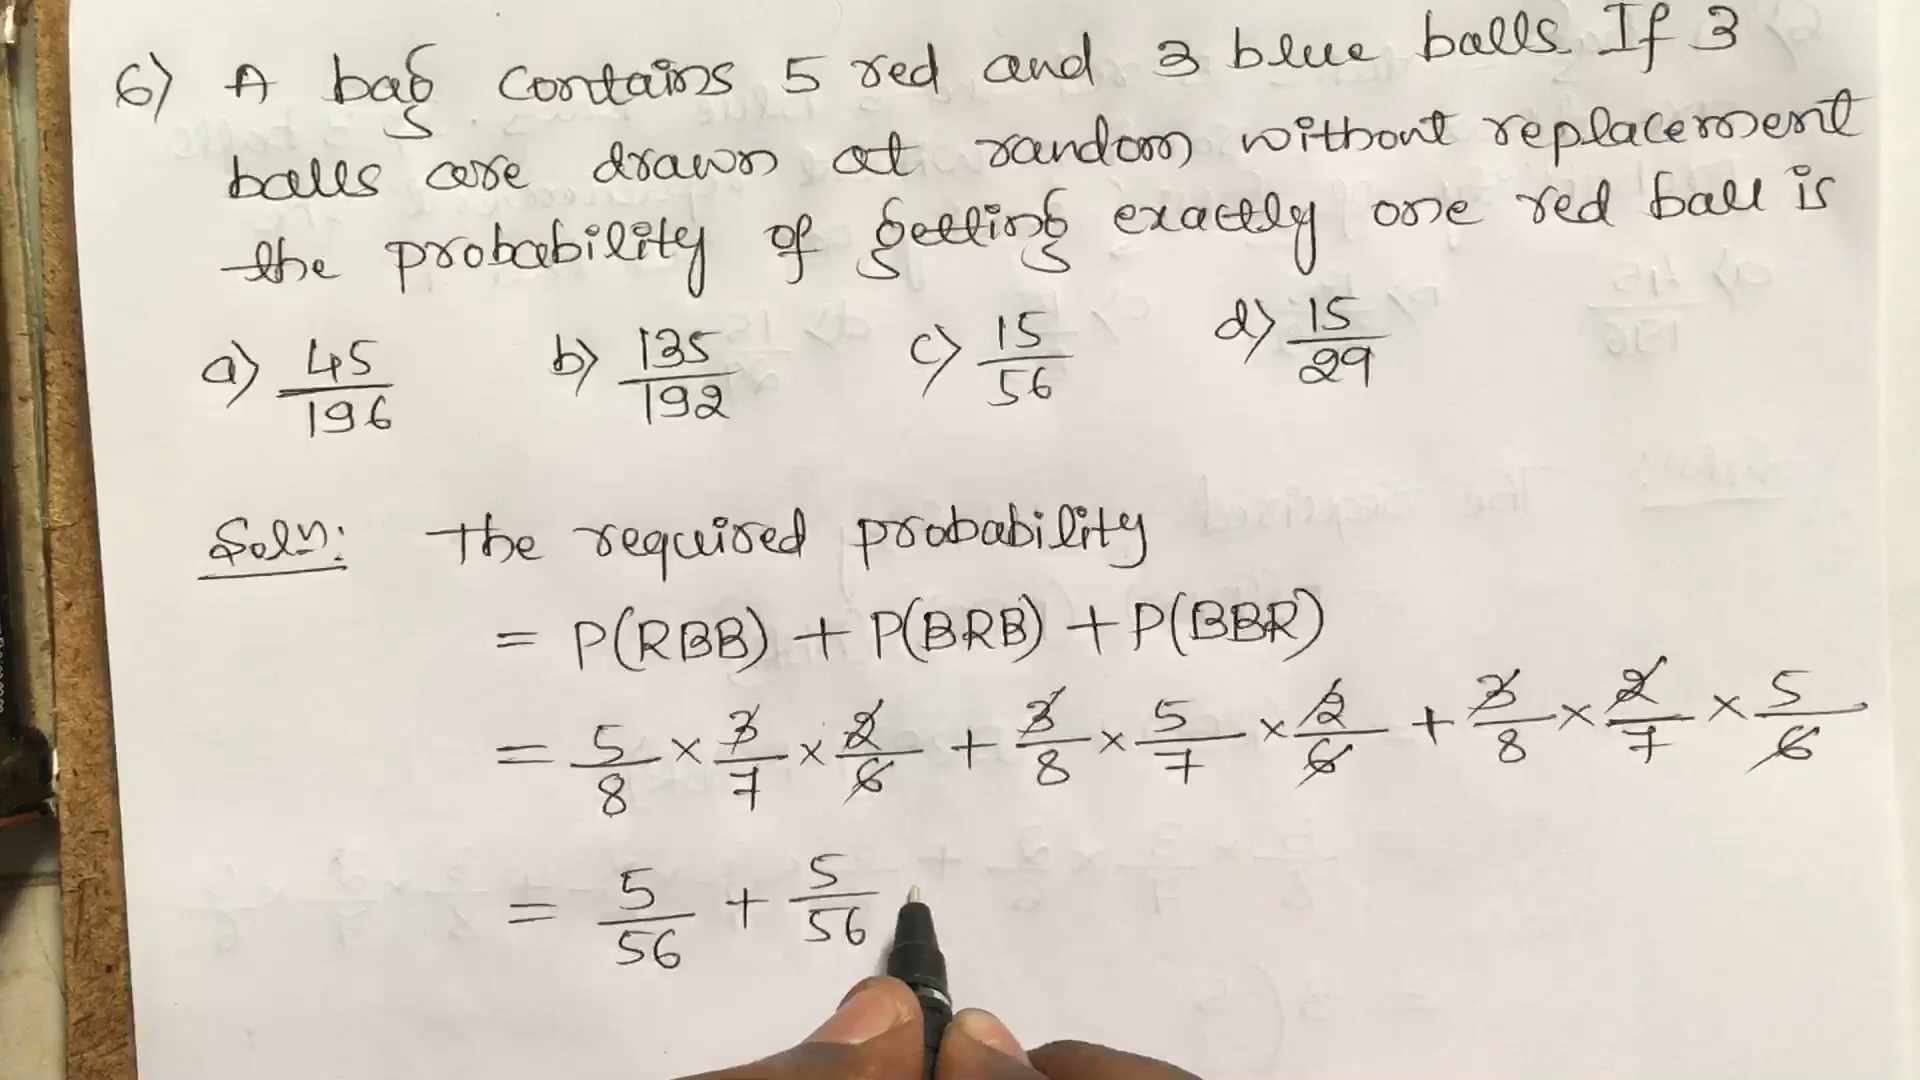 6) A bag contains 5 red and 3 blue balls. If 3
balls are drawn at random without replacement
the probability of getting exactly one red ball is
a) 45/196 b) 135/192 c) 15/56 d) 15/29
Soln: The required probability
= P(RBB) + P(BRB) + P(BBR)
= 5/8 × 3/7 × 2/6 + 3/8 × 5/7 × 2/6 + 3/8 × 2/7 × 5/6
= 5/56 + 5/56